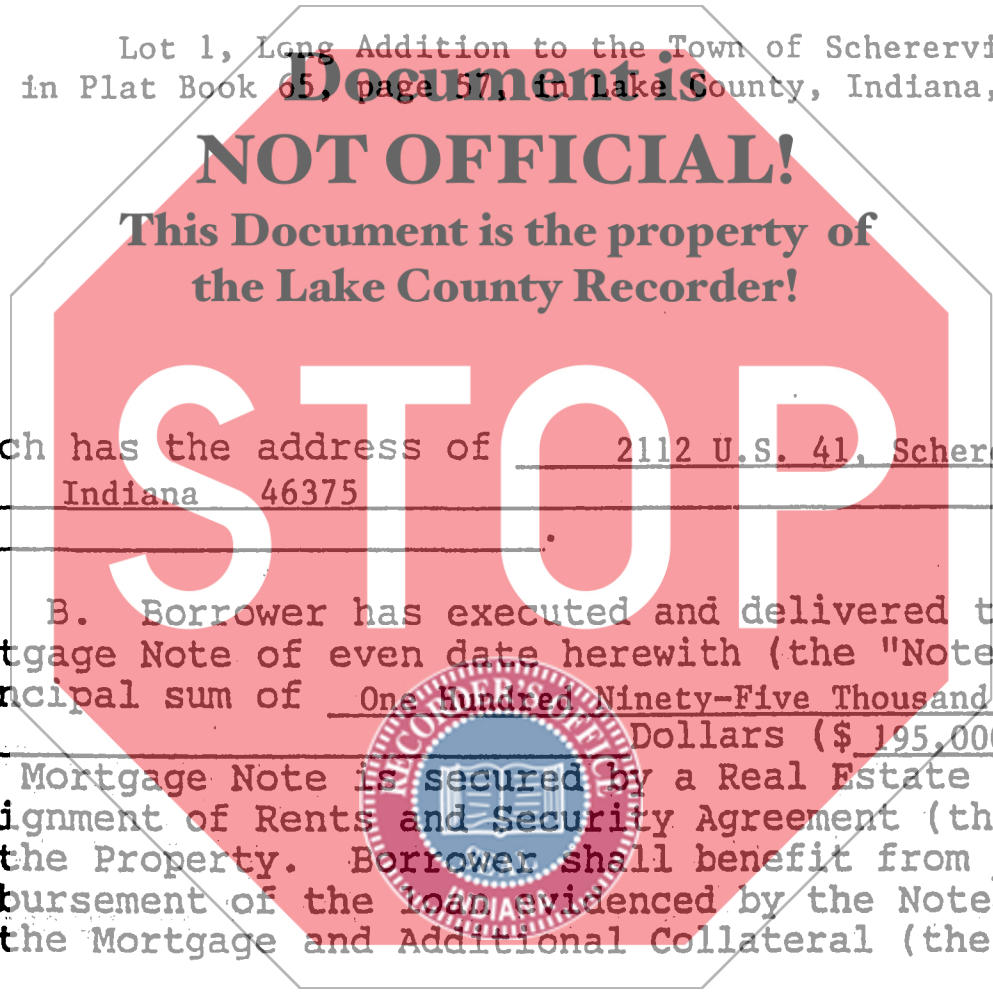 Lot 1, Long Addition to the Town of Scherervi
in Plat Book 65, page 57, in Lake County, Indiana,
Document is
NOT OFFICIAL!
This Document is the property of
the Lake County Recorder!
STOP
ch has the address of 2112 U.S. 41, Scher
Indiana 46375
.
B. Borrower has executed and delivered t
tgage Note of even date herewith (the "Note
ncipal sum of One Hundred Ninety-Five Thousand
Dollars ($ 195,000
Mortgage Note is secured by a Real Estate
ignment of Rents and Security Agreement (th
the Property. Borrower shall benefit from
bursement of the loan evidenced by the Note
the Mortgage and Additional Collateral (the
RECORDER'S OFFICE
INDIANA